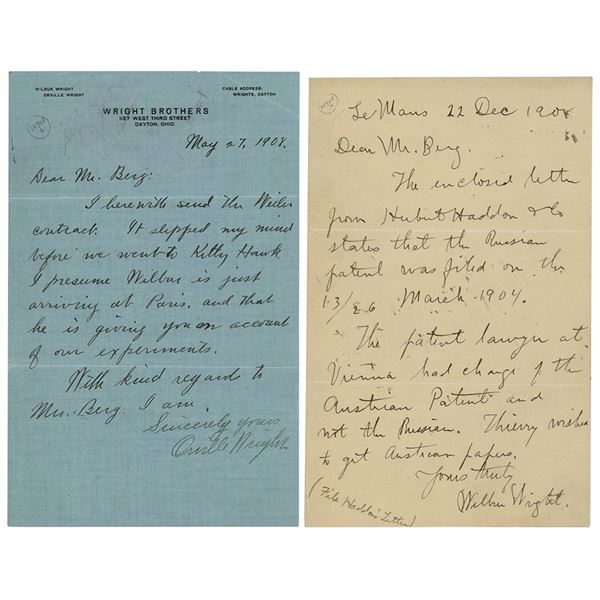 WILBUR WRIGHT
ORVILLE WRIGHT
CABLE ADDRESS:
WRIGHTS, DAYTON
WRIGHT BROTHERS
1127 WEST THIRD STREET
DAYTON, OHIO
May 27, 1908.
Dear Mr. Berg:
I herewith send the Weiler
contract. It slipped my mind
before we went to Kitty Hawk.
I presume Wilbur is just
arriving at Paris, and that
he is giving you an account
of our experiments.
With kind regard to
Mrs. Berg. I am.
Sincerely yours
Orville Wright
Le Mans 22 Dec 1908
Dear Mr. Berg.
The enclosed letter
from Hubert Haddon & Co
states that the Russian
patent was filed on the
13/26 March 1904.
The patent lawyer at
Vienna had charge of the
Austrian Patent and
not the Russian. Thierry wishes
to get Austrian papers.
Yours truly
Wilbur Wright.
(File Haddon's Letter)